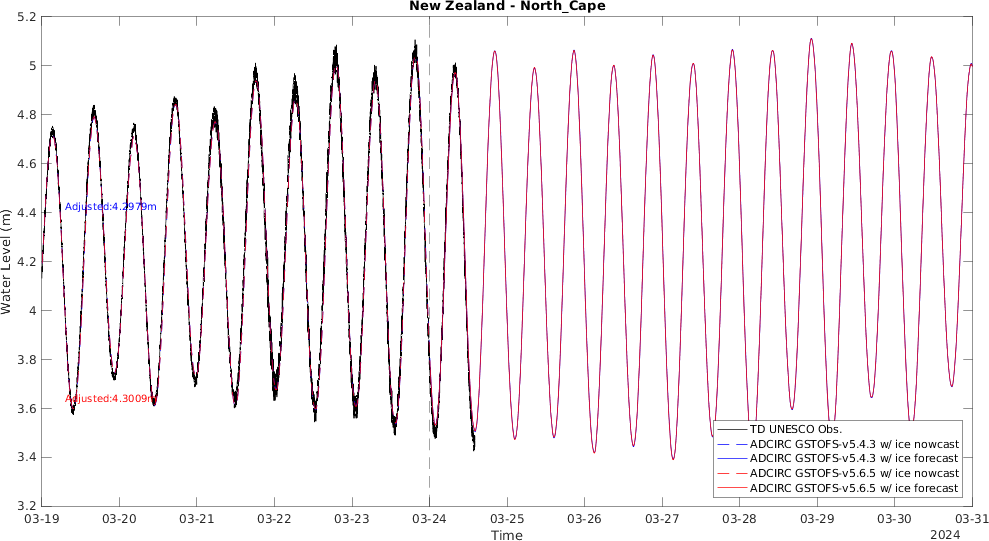 New Zealand - North_Cape
5.2
5
4.8
4.6
4.4
4.2
4
3.8
3.6
3.4
3.2
Water Level (m)
Adjusted:4.2979m
Adjusted:4.3009m
TD UNESCO Obs.
ADCIRC GSTOFS-v5.4.3 w/ ice nowcast
ADCIRC GSTOFS-v5.4.3 w/ ice forecast
ADCIRC GSTOFS-v5.6.5 w/ ice nowcast
ADCIRC GSTOFS-v5.6.5 w/ ice forecast
03-19 03-20 03-21 03-22 03-23 03-24 03-25 03-26 03-27 03-28 03-29 03-30 03-31
Time
2024